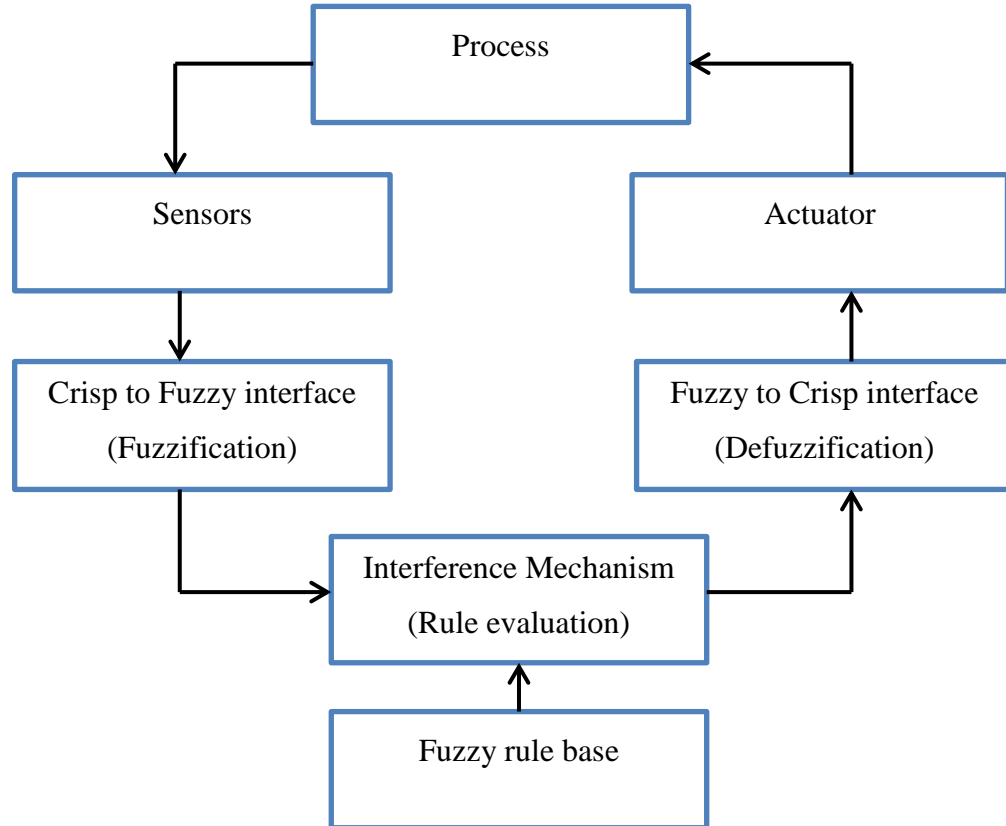 Process
Sensors
Actuator
Crisp to Fuzzy interface
(Fuzzification)
Fuzzy to Crisp interface
(Defuzzification)
Interference Mechanism
(Rule evaluation)
Fuzzy rule base